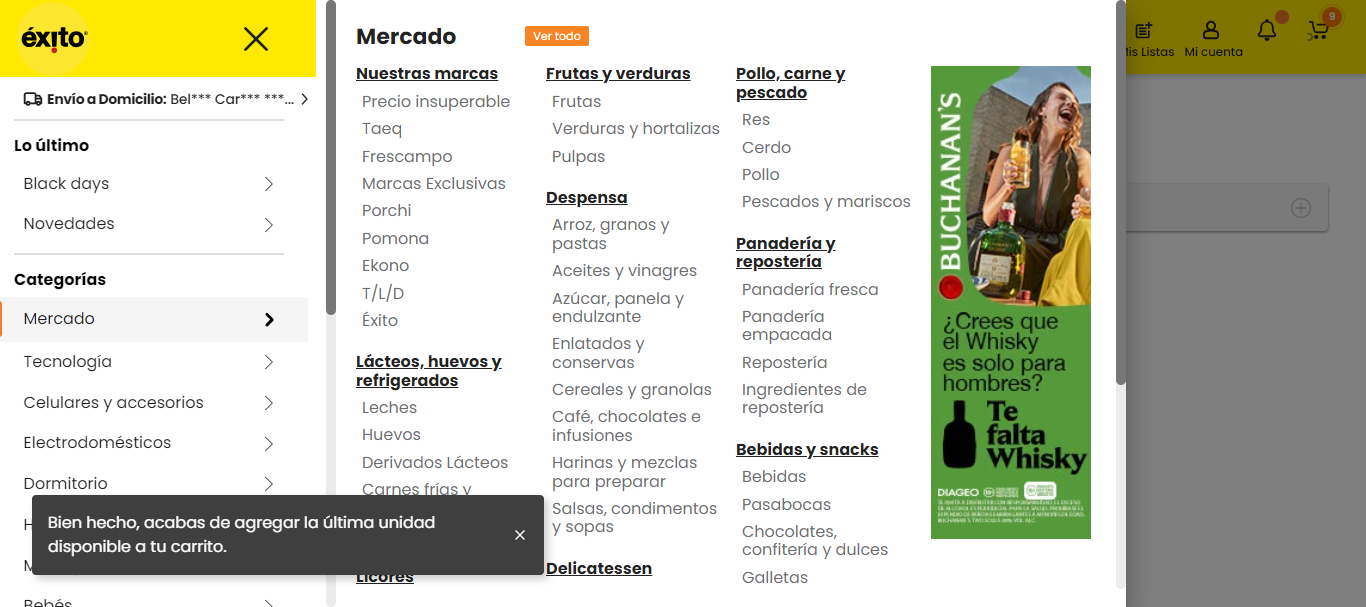 éxito
Envío a Domicilio: Bel*** Car*** ***...
Lo último
Black days
Novedades
Categorías
Mercado
Tecnología
Celulares y accesorios
Electrodomésticos
Dormitorio
Bebés
Mercado
Ver todo
Nuestras marcas
Precio insuperable
Taeq
Frescampo
Marcas Exclusivas
Porchi
Pomona
Ekono
T/L/D
Éxito
Lácteos, huevos y
refrigerados
Leches
Huevos
Derivados Lácteos
Carnes frías y
Licores
Frutas y verduras
Frutas
Verduras y hortalizas
Pulpas
Despensa
Arroz, granos y
pastas
Aceites y vinagres
Azúcar, panela y
endulzante
Enlatados y
conservas
Cereales y granolas
Café, chocolates e
infusiones
Harinas y mezclas
para preparar
Salsas, condimentos
y sopas
Delicatessen
Pollo, carne y
pescado
Res
Cerdo
Pollo
Pescados y mariscos
Panadería y
repostería
Panadería fresca
Panadería
empacada
Repostería
Ingredientes de
repostería
Bebidas y snacks
Bebidas
Pasabocas
Chocolates,
confitería y dulces
Galletas
BUCHANAN'S
¿Crees que
el Whisky
es solo para
hombres?
Te
falta
Whisky
DIAGEO
Mis Listas
Mi cuenta
9
Bien hecho, acabas de agregar la última unidad
disponible a tu carrito.